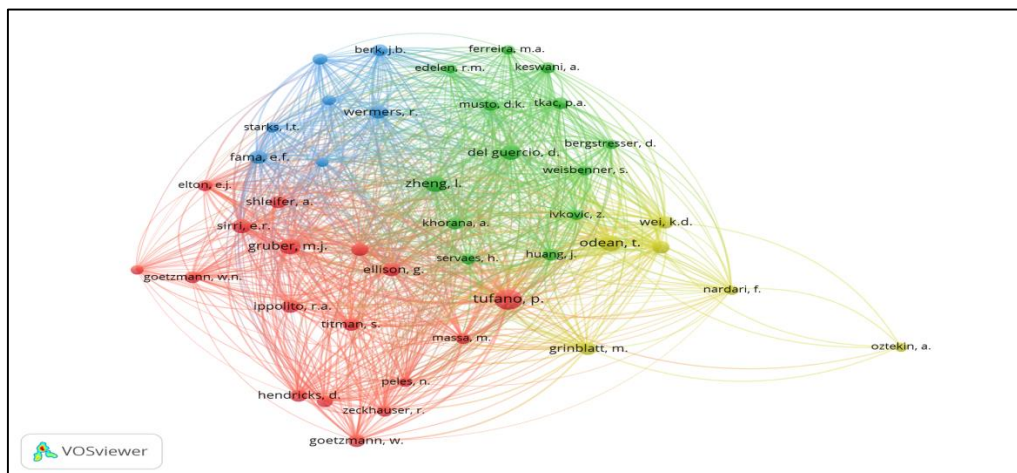 berk, j.b.
ferreira, m.a.
edelen, r.m.
keswani, a.
wermers, r.
musto, d.k.
tkac, p.a.
starks, l.t.
bergstresser, d.
fama, e.f.
del guercio, d.
weisbenner, s.
elton, e.j.
zheng, l.
shleifer, a.
ivkovic, z.
wei, k.d.
sirri, e.r.
khorana, a.
gruber, m.j.
odean, t.
servaes, h.
huang, j.
ellison, g.
goetzmann, w.n.
nardari, f.
tufano, p.
ippolito, r.a.
titman, s.
massa, m.
grinblatt, m.
oztekin, a.
peles, n.
hendricks, d.
zeckhauser, r.
goetzmann, w.
VOSviewer